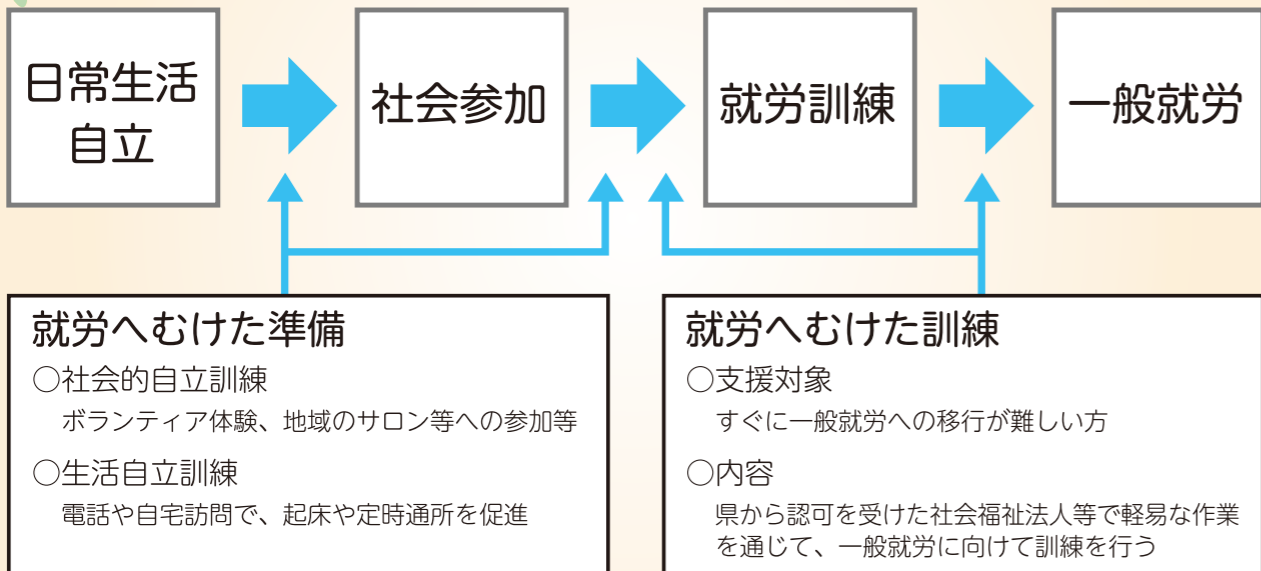 日常生活
自立
社会参加
就労訓練
一般就労
就労へむけた準備
○社会的自立訓練
ボランティア体験、地域のサロン等への参加等
○生活自立訓練
電話や自宅訪問で、起床や定時通所を促進
就労へむけた訓練
○支援対象
すぐに一般就労への移行が難しい方
○内容
県から認可を受けた社会福祉法人等で軽易な作業
を通じて、一般就労に向けて訓練を行う